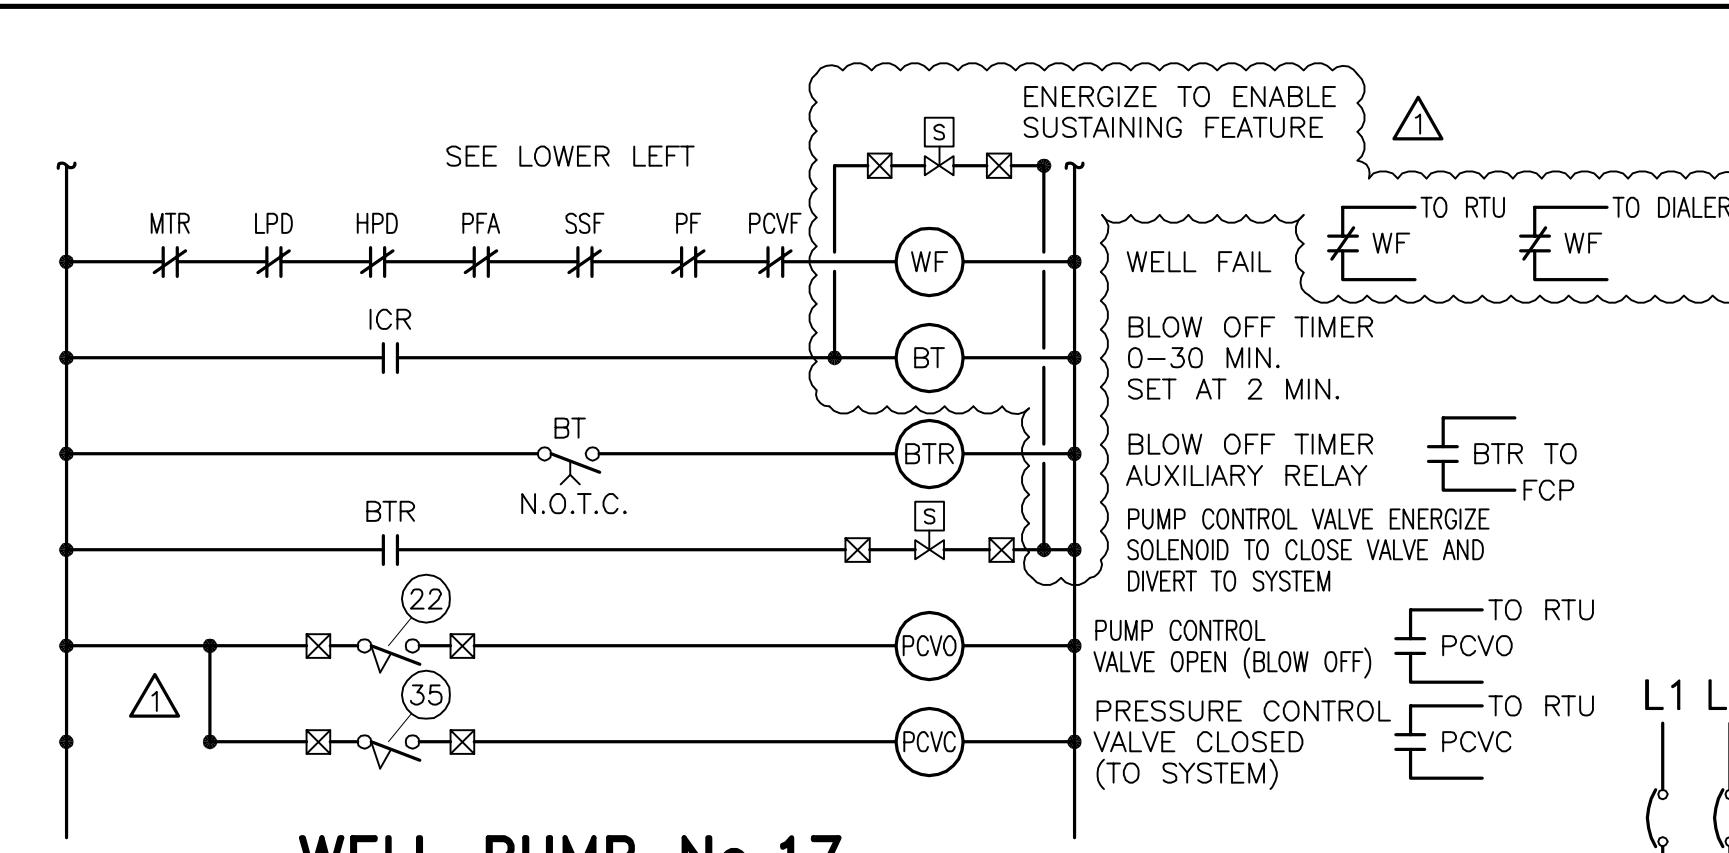 ENERGIZE TO ENABLE
SUSTAINING FEATURE
1
S
SEE LOWER LEFT
MTR LPD HPD PFA SSF PF PCVF
WF
WELL FAIL
TO RTU
WF
TO DIALER
WF
ICR
BT
BLOW OFF TIMER
0-30 MIN.
SET AT 2 MIN.
BT
N.O.T.C.
BTR
BLOW OFF TIMER
AUXILIARY RELAY
BTR TO
FCP
BTR
S
PUMP CONTROL VALVE ENERGIZE
SOLENOID TO CLOSE VALVE AND
DIVERT TO SYSTEM
22
PCVO
PUMP CONTROL
VALVE OPEN (BLOW OFF)
TO RTU
PCVO
1
35
PCVC
PRESSURE CONTROL
VALVE CLOSED
(TO SYSTEM)
TO RTU
PCVC
L1 L
WELL PUMP No.17